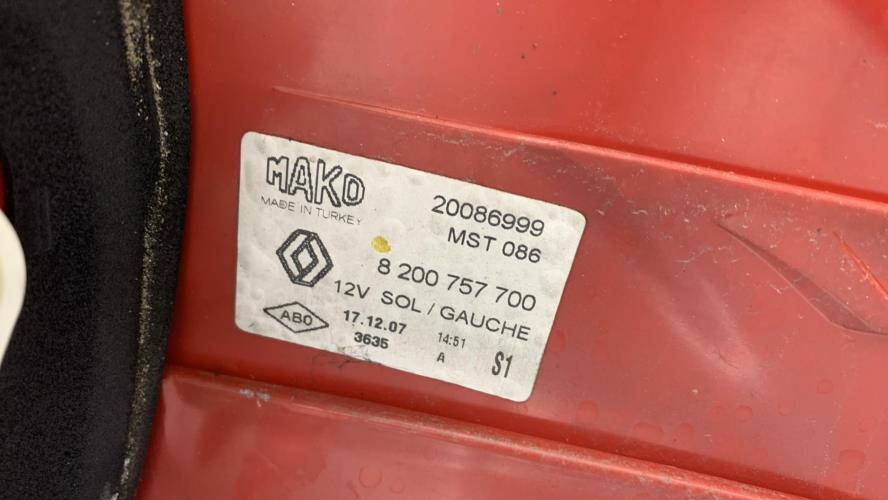 MAKO
MADE IN TURKEY
20086999
MST 086
8 200 757 700
12V SOL / GAUCHE
ABO
17.12.07 14:51
3635 A S1